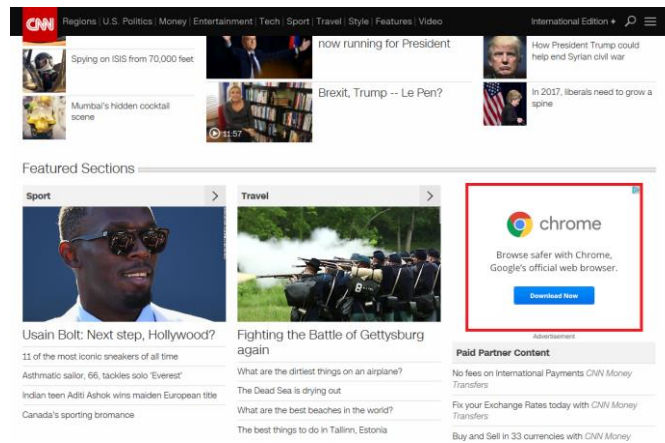 CNN Regions | U.S. Politics | Money | Entertainment | Tech | Sport | Travel | Style | Features | Video International Edition +
Spying on ISIS from 70,000 feet
Mumbai's hidden cocktail
scene
now running for President
Brexit, Trump -- Le Pen?
11:57
How President Trump could
help end Syrian civil war
In 2017, liberals need to grow a
spine
Featured Sections
Sport
Usain Bolt: Next step, Hollywood?
11 of the most iconic sneakers of all time
Asthmatic sailor, 66, tackles solo 'Everest'
Indian teen Aditi Ashok wins maiden European title
Canada's sporting bromance
Travel
Fighting the Battle of Gettysburg
again
What are the dirtiest things on an airplane?
The Dead Sea is drying out
What are the best beaches in the world?
The best things to do in Tallinn, Estonia
chrome
Browse safer with Chrome,
Google's official web browser.
Download Now
Advertisement
Paid Partner Content
No fees on International Payments CNN Money
Transfers
Fix your Exchange Rates today with CNN Money
Transfers
Buy and Sell in 33 currencies with CNN Money